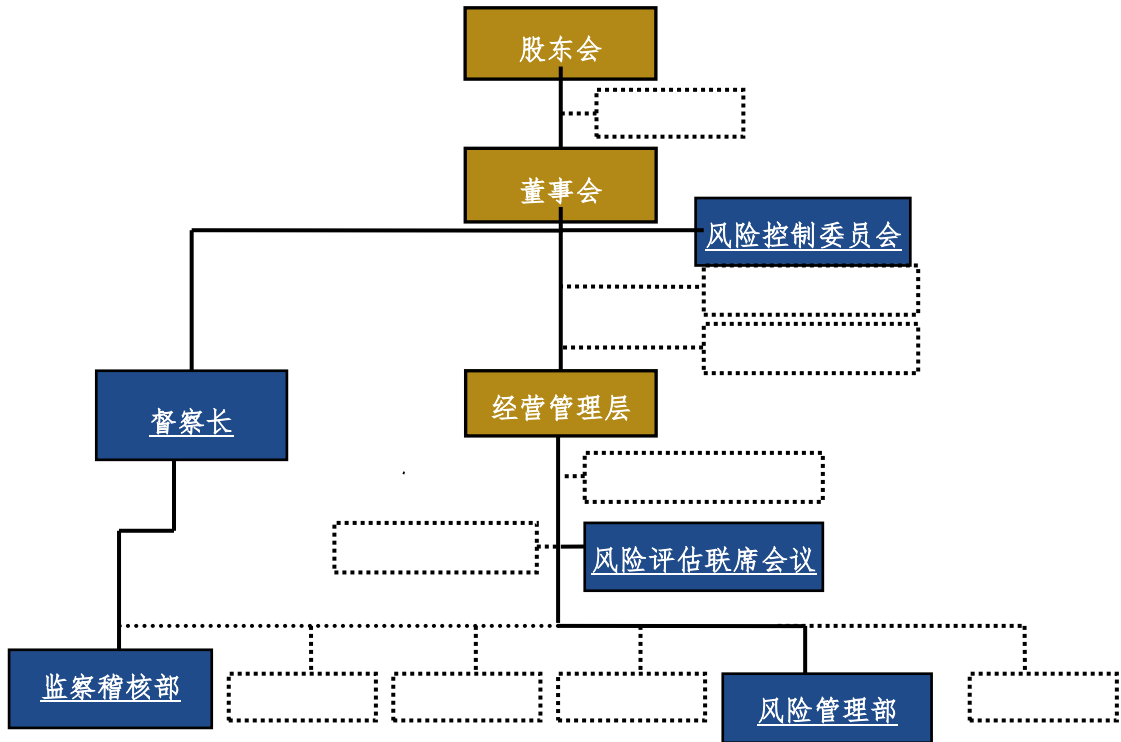 股东会
董事会
风险控制委员会
督察长
经营管理层
风险评估联席会议
监察稽核部
风险管理部